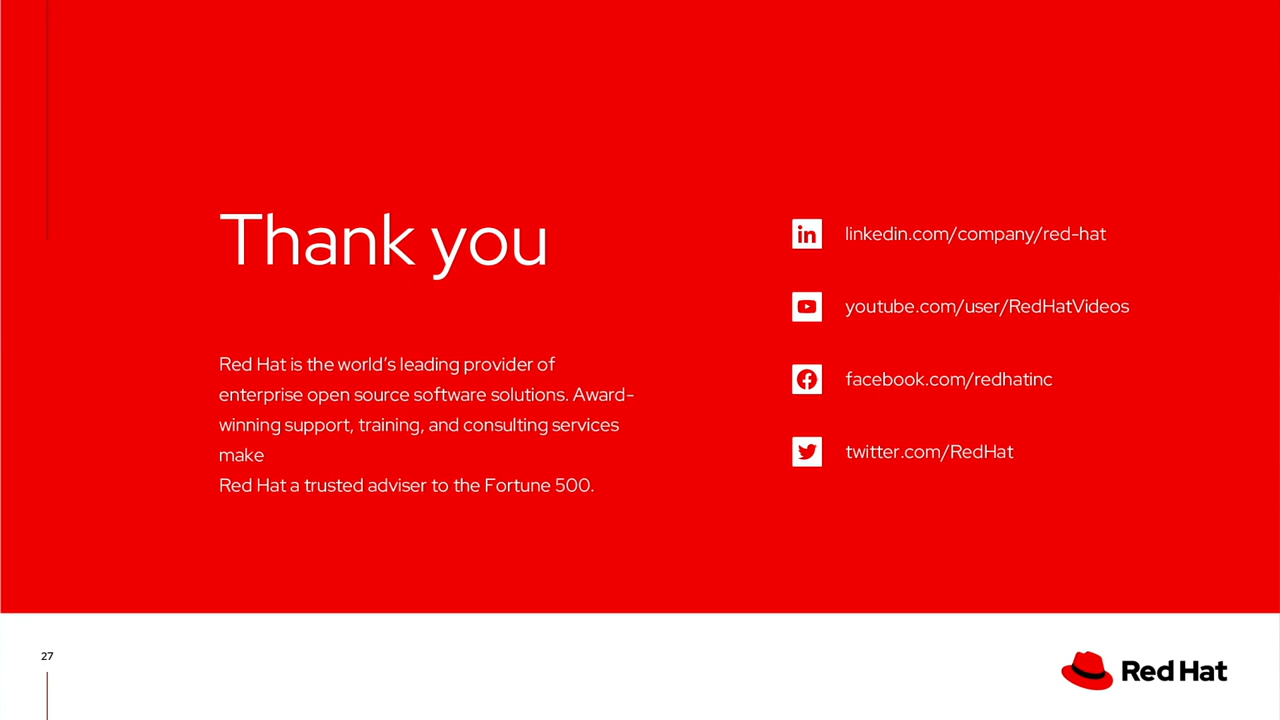 Thank you
Red Hat is the world's leading provider of
enterprise open source software solutions. Award-
winning support, training, and consulting services
make
Red Hat a trusted adviser to the Fortune 500.
in linkedin.com/company/red-hat
youtube.com/user/RedHatVideos
facebook.com/redhatinc
twitter.com/RedHat
27
Red Hat